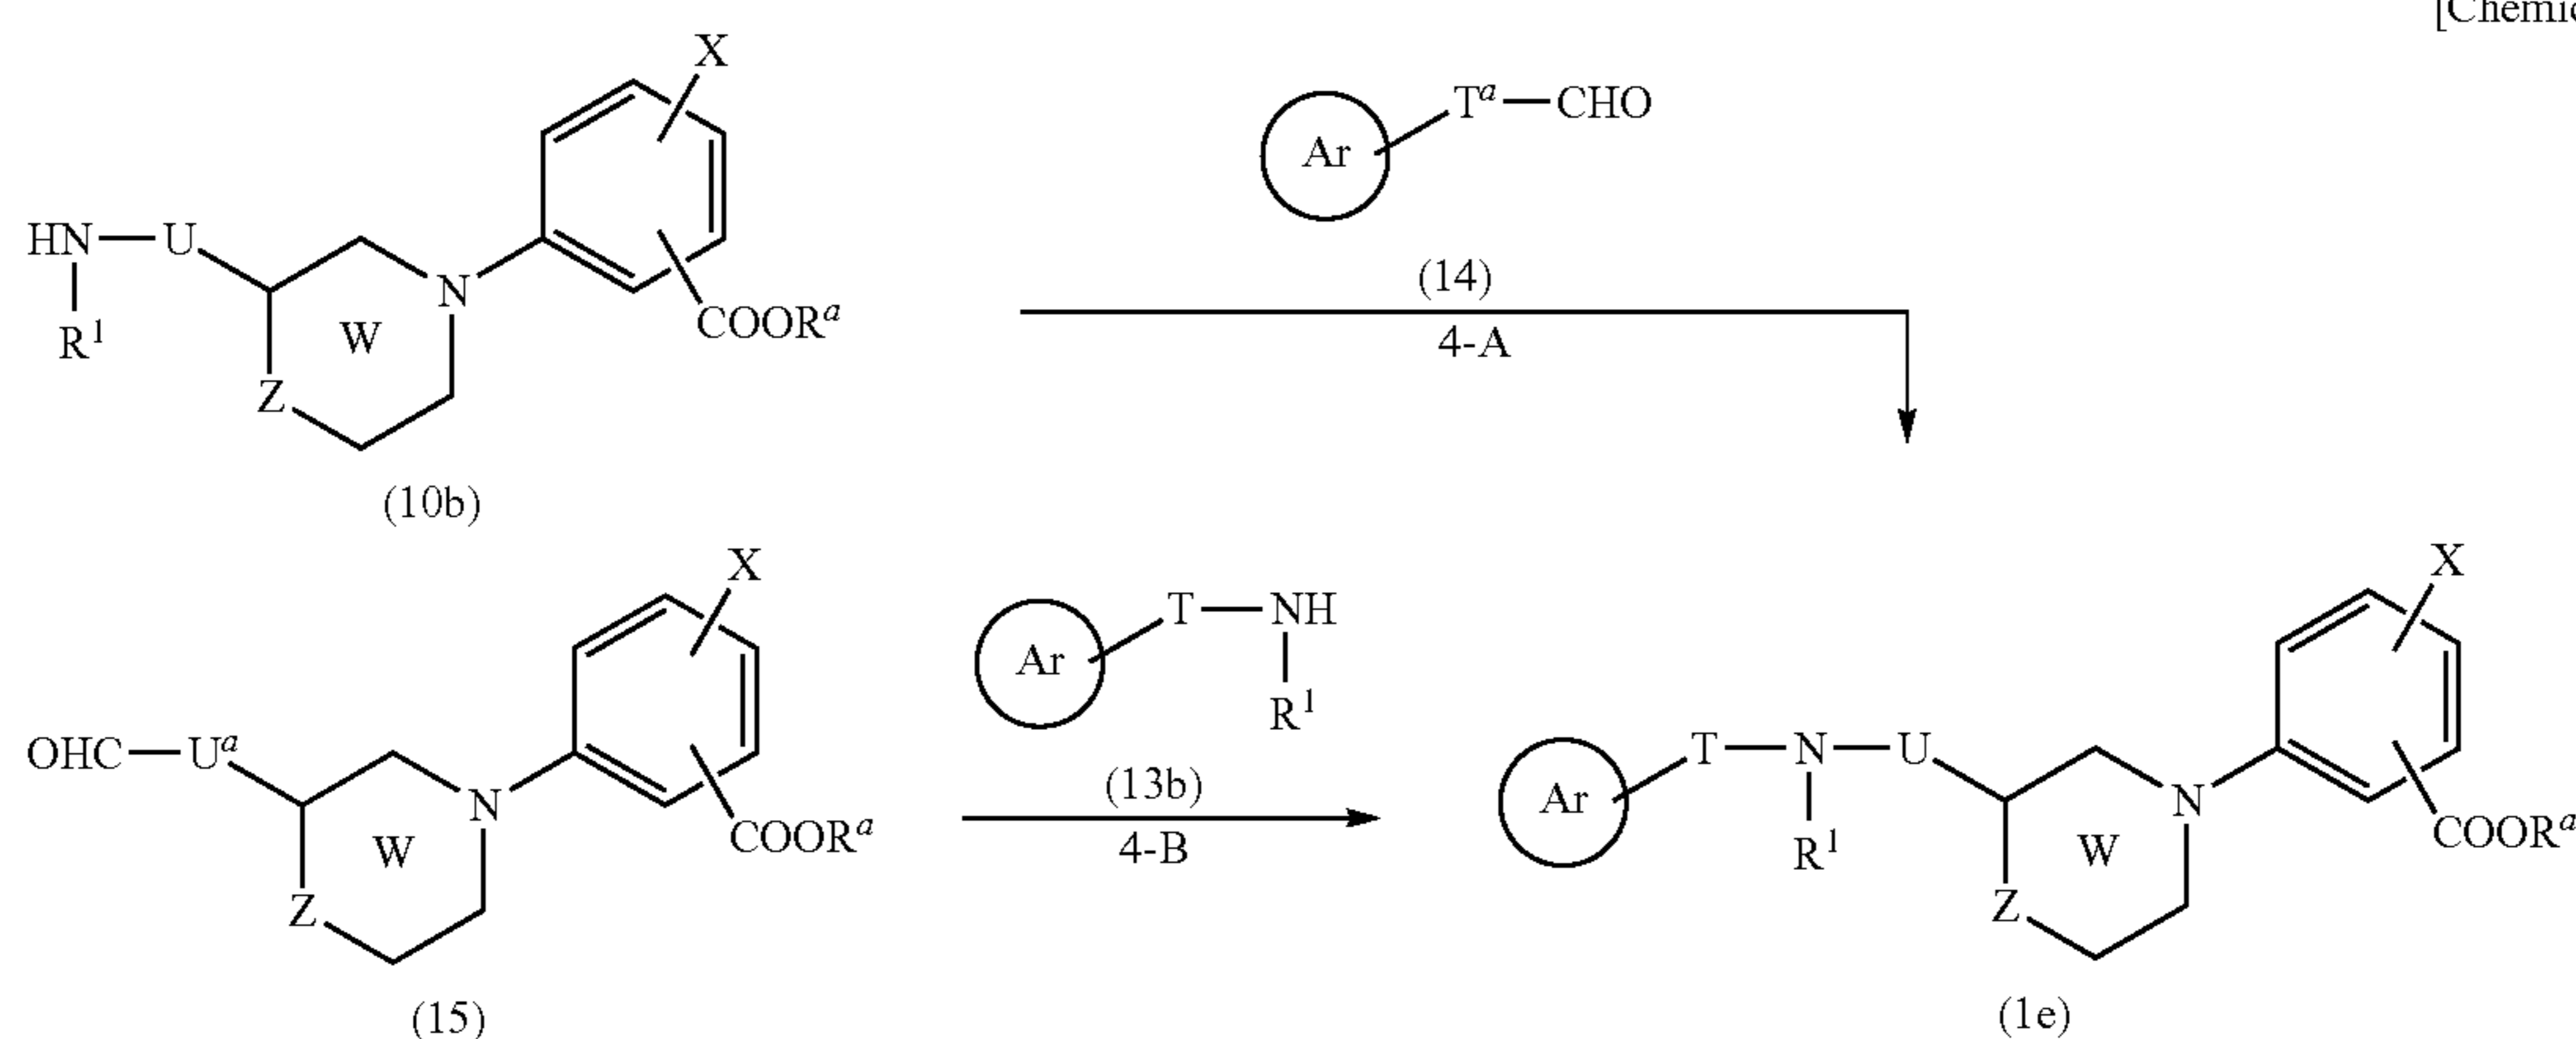 [Chemic
X
Ar
Tᵃ—CHO
HN—U
R¹
N
W
Z
COORᵃ
(14)
4-A
(10b)
X
OHC—Uᵃ
N
W
Z
COORᵃ
Ar
T—NH
R¹
(13b)
4-B
X
Ar
T—N—U
R¹
N
W
Z
COORᵃ
(15)
(1e)